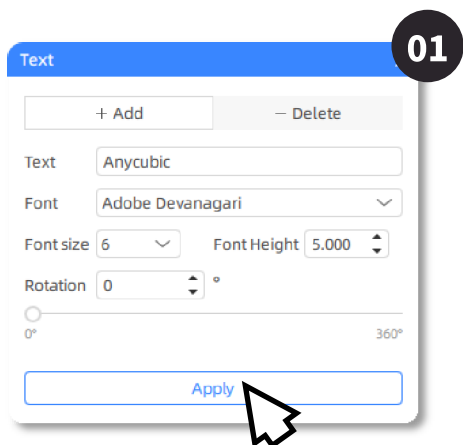 01
Text
+ Add
− Delete
Text Anycubic
Font Adobe Devanagari
Font size 6 Font Height 5.000
Rotation 0 °
0° 360°
Apply